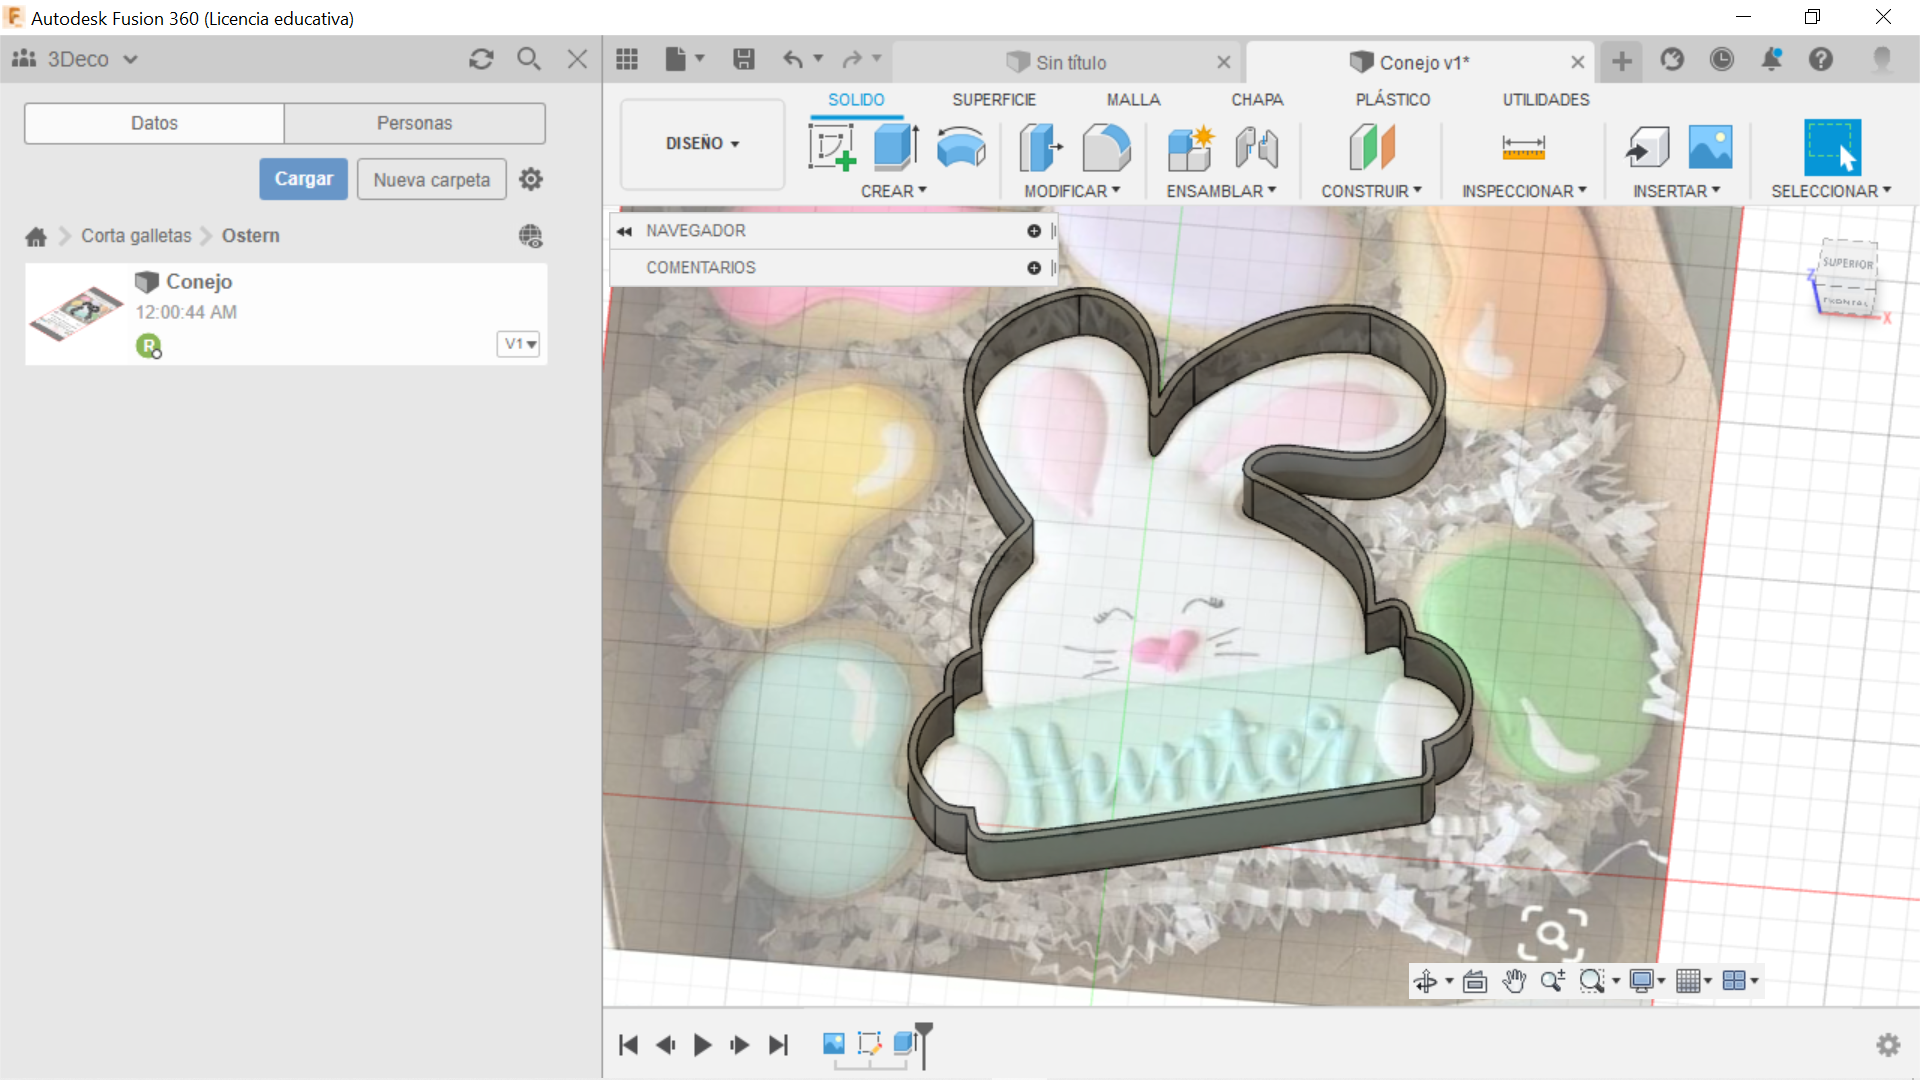 Autodesk Fusion 360 (Licencia educativa)
3Deco
Sin título
Conejo v1*
Datos
Personas
Cargar
Nueva carpeta
Corta galletas
Ostern
Conejo
12:00:44 AM
R
V1
DISEÑO
SOLIDO
SUPERFICIE
MALLA
CHAPA
PLÁSTICO
UTILIDADES
CREAR
MODIFICAR
ENSAMBLAR
CONSTRUIR
INSPECCIONAR
INSERTAR
SELECCIONAR
NAVEGADOR
COMENTARIOS
SUPERIOR
FRONTAL
Z
X
Hunter